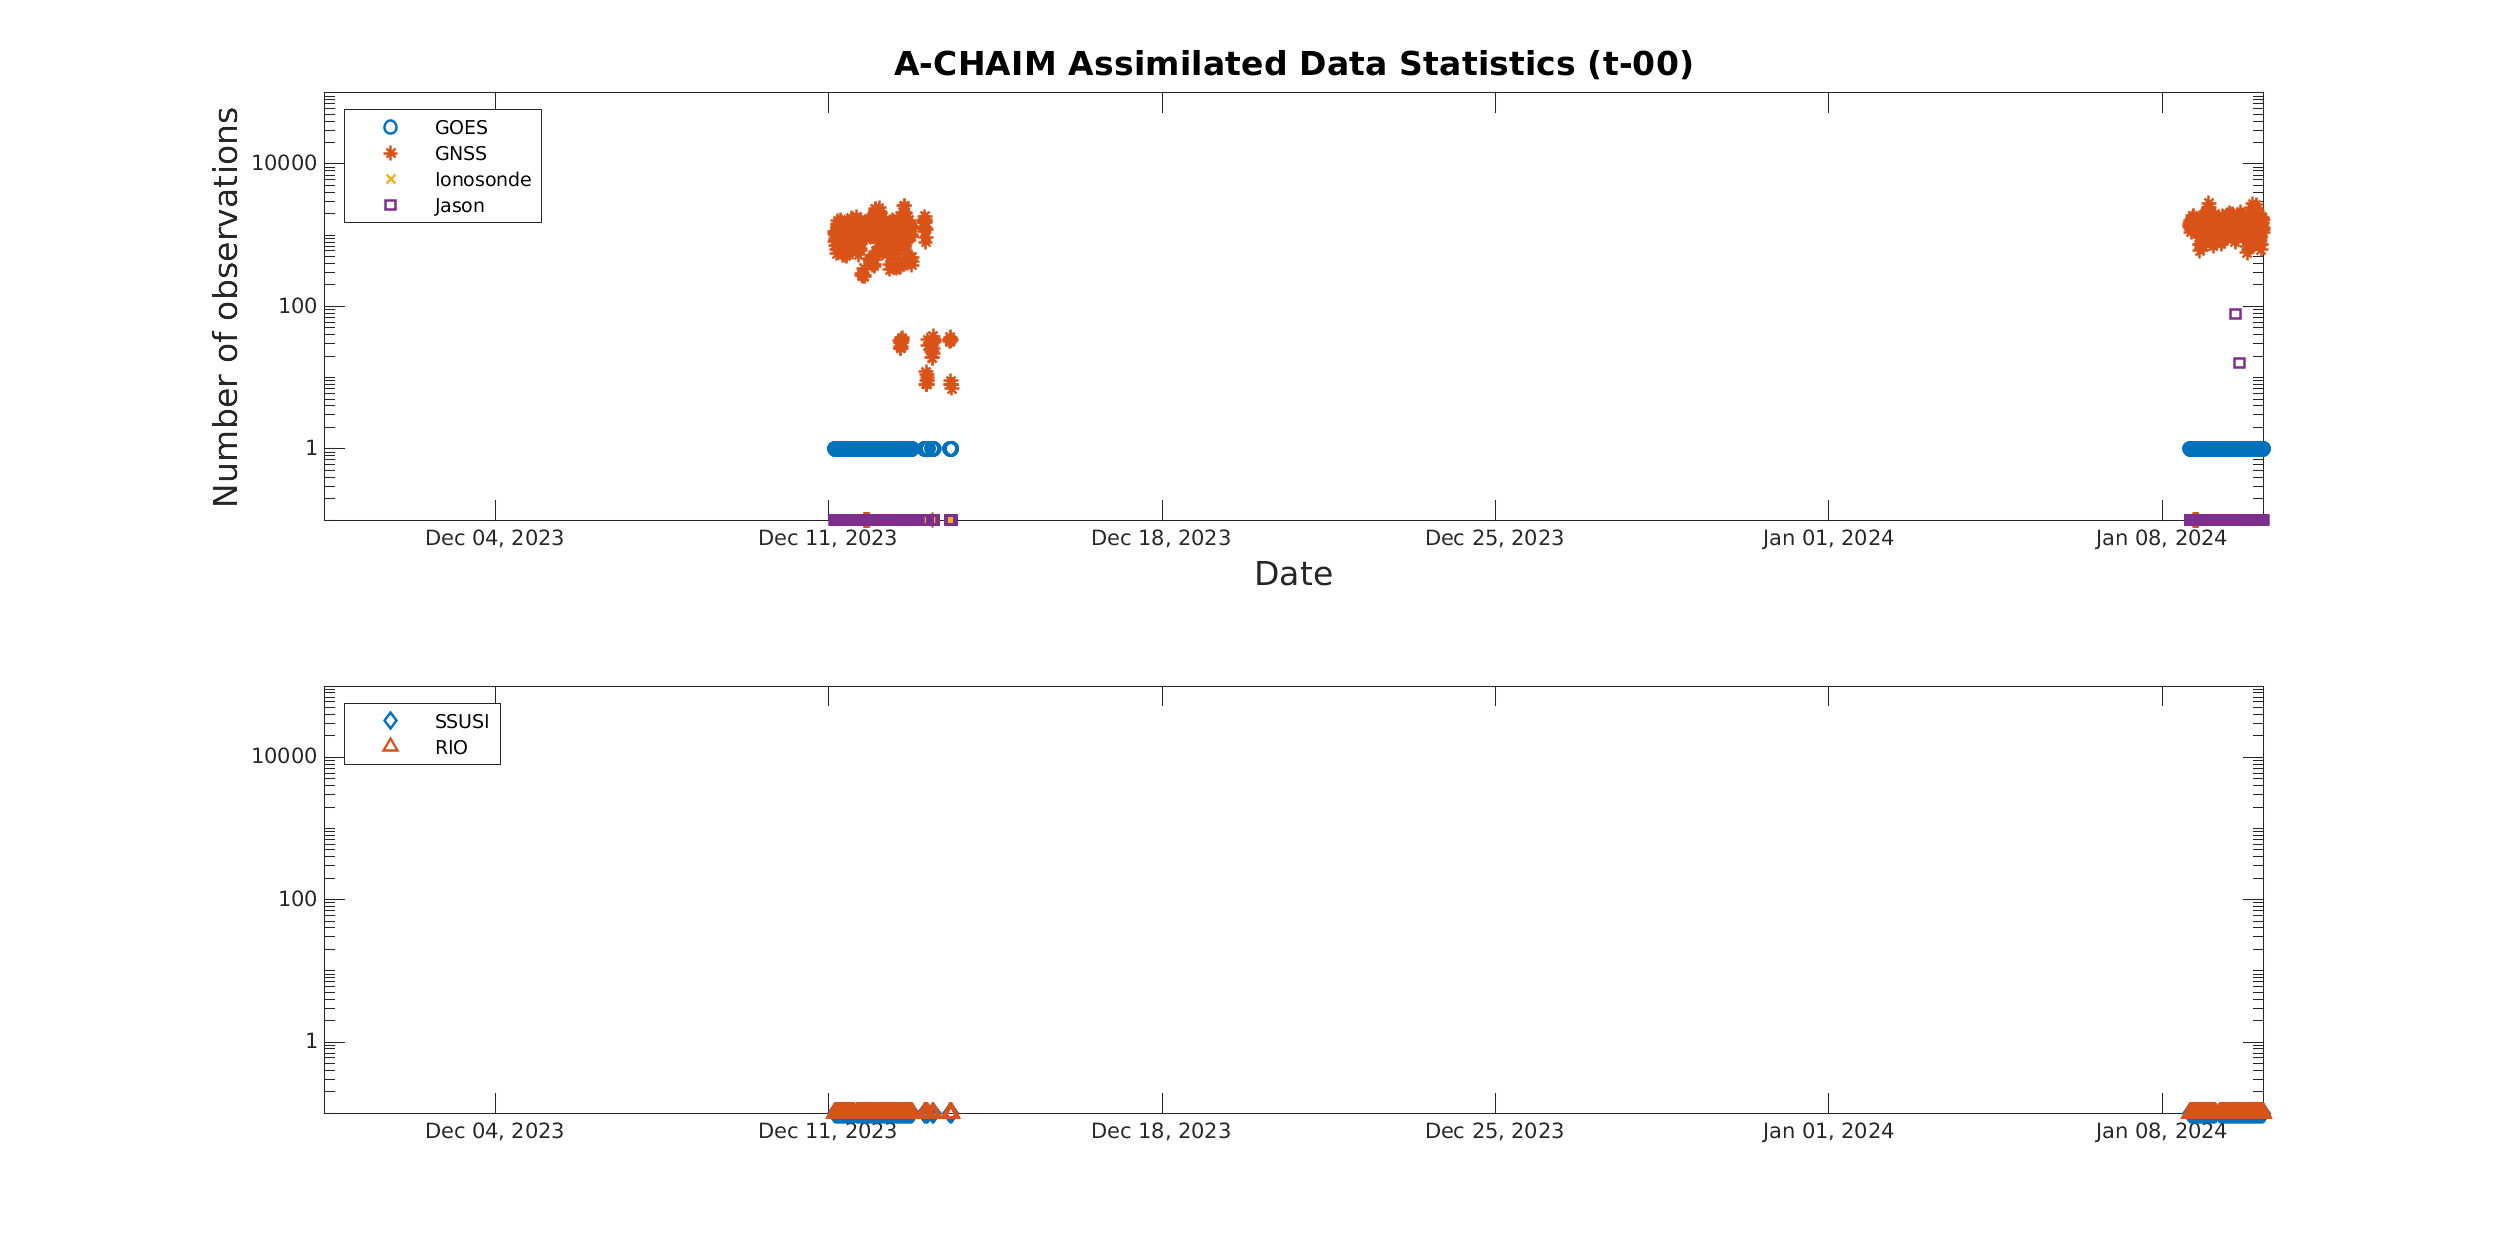 A-CHAIM Assimilated Data Statistics (t-00)
Number of observations
10000
100
1
GOES
GNSS
Ionosonde
Jason
Dec 04, 2023
Dec 11, 2023
Dec 18, 2023
Dec 25, 2023
Jan 01, 2024
Jan 08, 2024
Date
10000
100
1
SSUSI
RIO
Dec 04, 2023
Dec 11, 2023
Dec 18, 2023
Dec 25, 2023
Jan 01, 2024
Jan 08, 2024